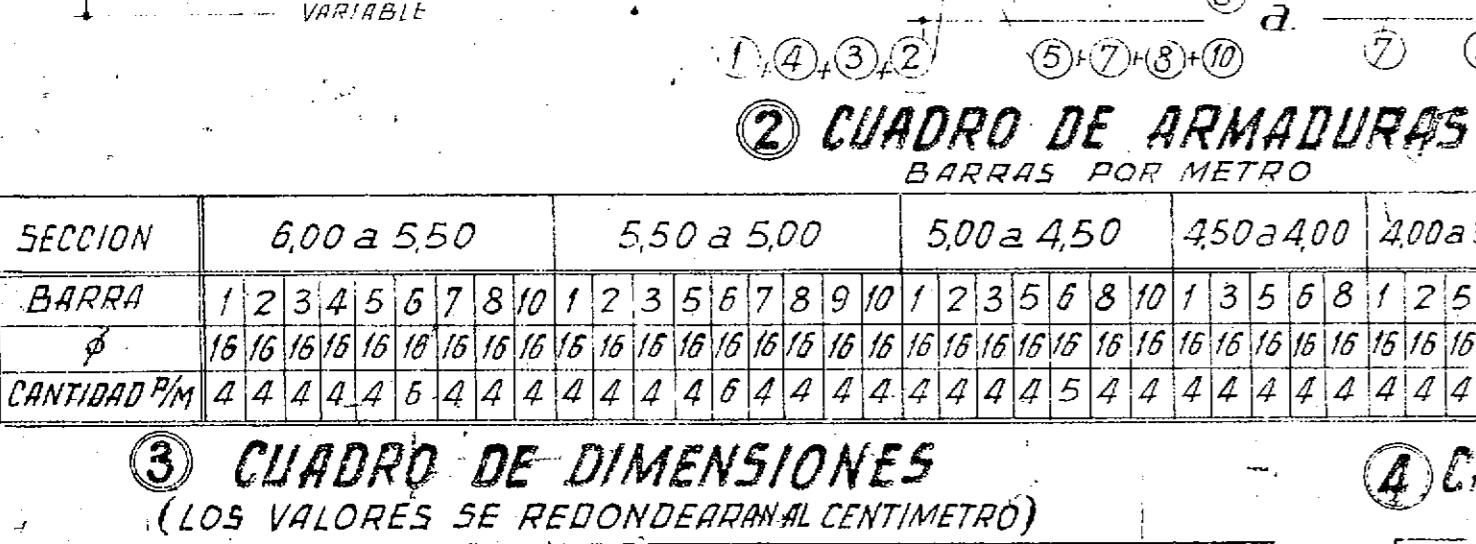 VARIABLE
a.
1+4+3+2 5+7+8+10 7
2 CUADRO DE ARMADURAS
BARRAS POR METRO
SECCION 6,00 a 5,50 5,50 a 5,00 5,00 a 4,50 4,50 a 4,00 4,00 a
BARRA 1 2 3 4 5 6 7 8 10 1 2 3 5 6 7 8 9 10 1 2 3 5 6 8 10 1 3 5 6 8 1 2 5
ϕ 16 16 16 16 16 16 16 16 16 16 16 16 16 16 16 16 16 16 16 16 16 16 16 16 16 16 16 16 16 16 16 16 16
CANTIDAD P/M 4 4 4 4 4 6 4 4 4 4 4 4 4 6 4 4 4 4 4 4 4 4 5 4 4 4 4 4 4 4 4 4 4
3 CUADRO DE DIMENSIONES
4
(LOS VALORES SE REDONDEARAN AL CENTIMETRO)